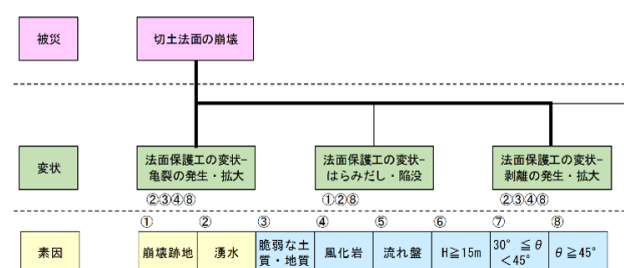 被災
切土法面の崩壊
変状
法面保護工の変状-
亀裂の発生・拡大
法面保護工の変状-
はらみだし・陥没
法面保護工の変状-
剥離の発生・拡大
②③④⑧
①②⑧
②③④⑧
① ② ③ ④ ⑤ ⑥ ⑦ ⑧
素因
崩壊跡地
湧水
脆弱な土
質・地質
風化岩
流れ盤
H≧15m
30°≦θ
<45°
θ≧45°